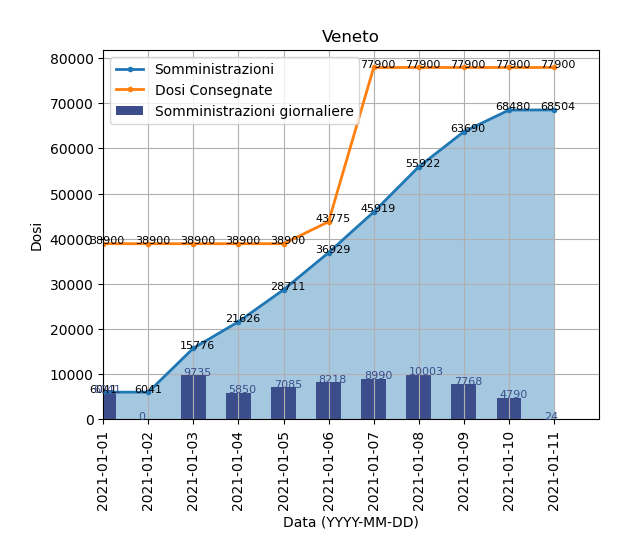 Veneto
Somministrazioni
Dosi Consegnate
Somministrazioni giornaliere
Dosi
80000
70000
60000
50000
40000
30000
20000
10000
0
77900 77900 77900 77900 77900
38900 38900 38900 38900 38900 43775
6041 6041 15776 21626 28711 36929 45919 55922 63690 68480 68504
6041 0 9735 5850 7085 8218 8990 10003 7768 4790 24
2021-01-01
2021-01-02
2021-01-03
2021-01-04
2021-01-05
2021-01-06
2021-01-07
2021-01-08
2021-01-09
2021-01-10
2021-01-11
Data (YYYY-MM-DD)